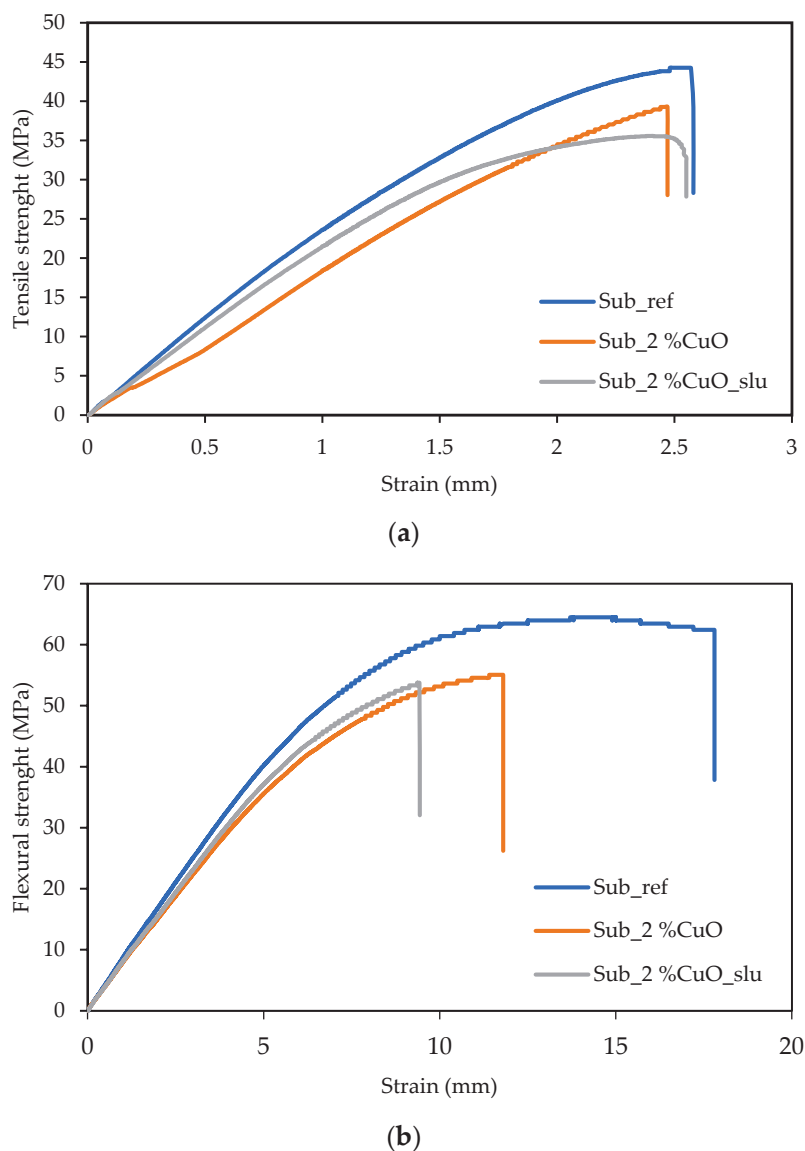 50
45
40
35
30
25
20
15
10
5
0
Tensile strenght (MPa)
Sub_ref
Sub_2 %CuO
Sub_2 %CuO_slu
0 0.5 1 1.5 2 2.5 3
Strain (mm)
(a)
70
60
50
40
30
20
10
0
Flexural strenght (MPa)
Sub_ref
Sub_2 %CuO
Sub_2 %CuO_slu
0 5 10 15 20
Strain (mm)
(b)